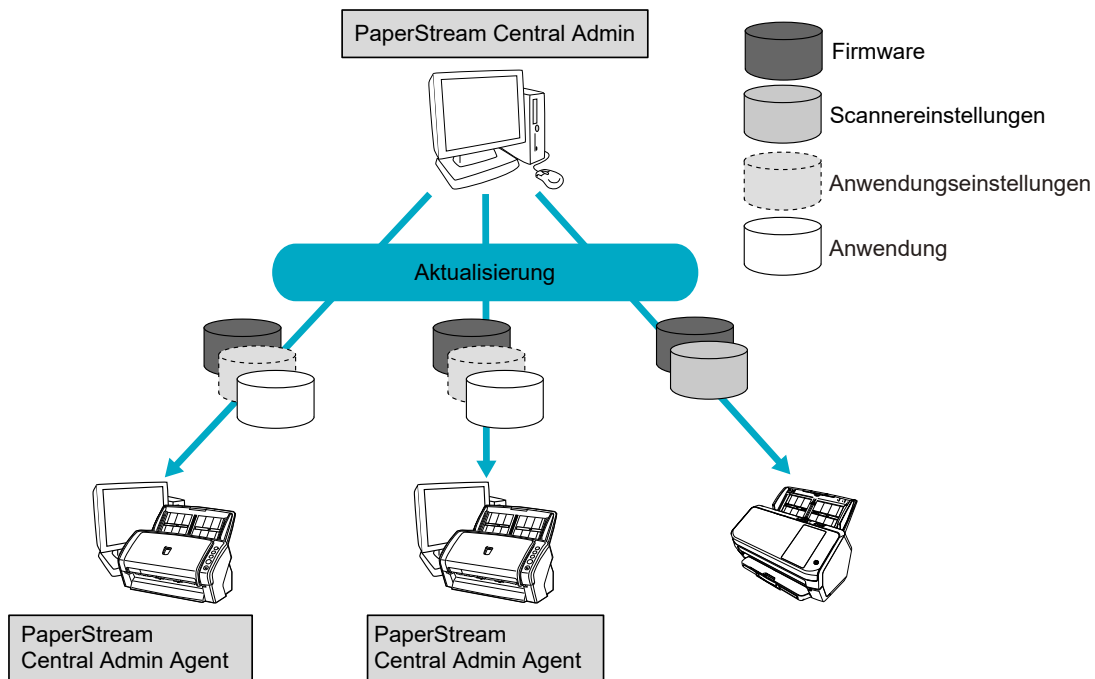 PaperStream Central Admin
Firmware
Scannereinstellungen
Anwendungseinstellungen
Anwendung
Aktualisierung
PaperStream
Central Admin Agent
PaperStream
Central Admin Agent